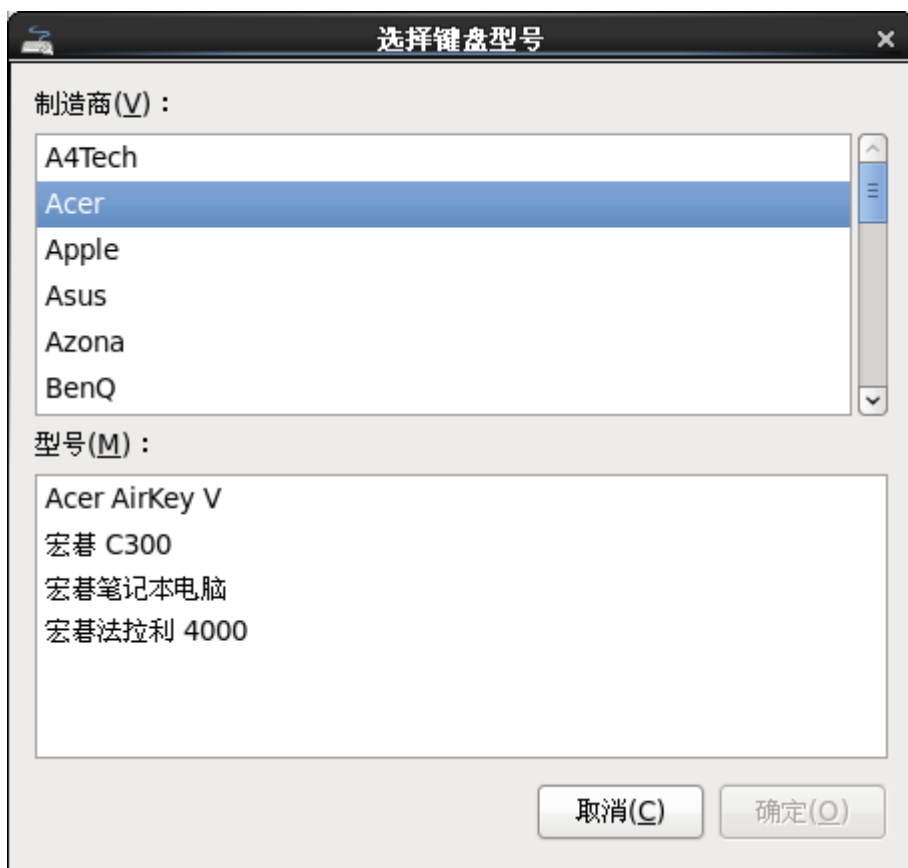 选择键盘型号
制造商(V)：
A4Tech
Acer
Apple
Asus
Azona
BenQ
型号(M)：
Acer AirKey V
宏碁 C300
宏碁笔记本电脑
宏碁法拉利 4000
取消(C)
确定(O)